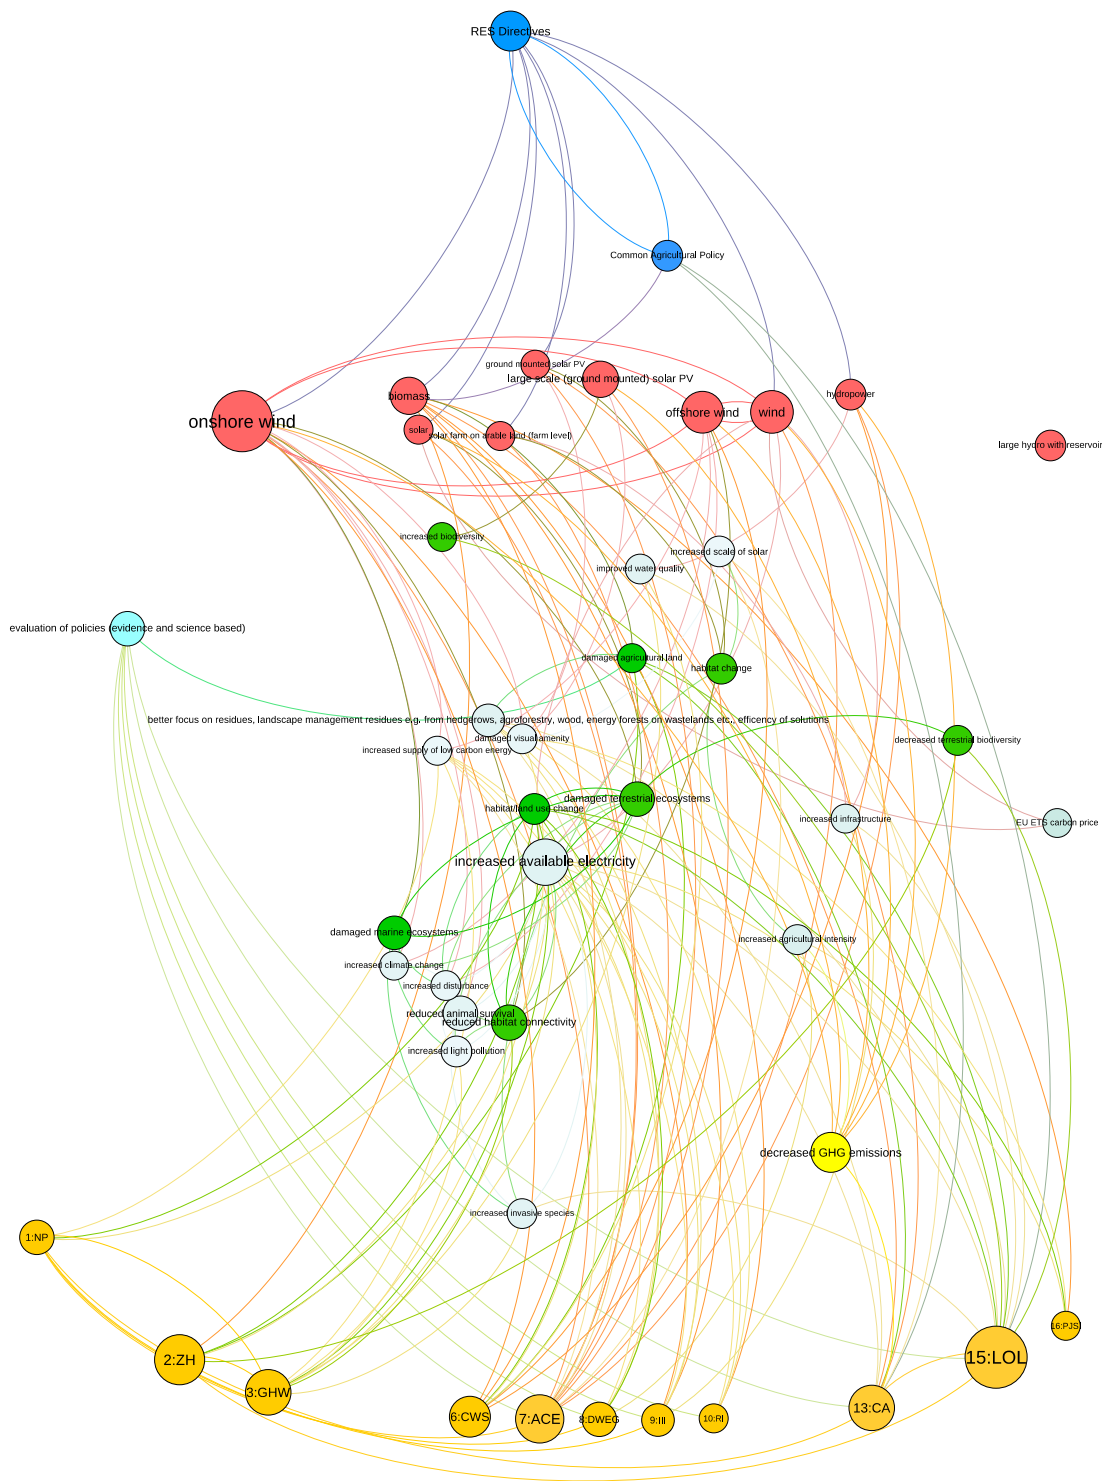 RES Directives
Common Agricultural Policy
ground mounted solar PV
large scale (ground mounted) solar PV
biomass
hydropower
onshore wind
offshore wind
wind
solar
solar farm on arable land (farm level)
large hydro with reservoir
increased biodiversity
increased scale of solar
improved water quality
evaluation of policies (evidence and science based)
damaged agricultural land
habitat change
better focus on residues, landscape management residues e.g. from hedgerows, agroforestry, wood, energy forests on wastelands etc., efficency of solutions
damaged visual amenity
decreased terrestrial biodiversity
increased supply of low carbon energy
damaged terrestrial ecosystems
habitat/land use change
increased infrastructure
EU ETS carbon price
increased available electricity
damaged marine ecosystems
increased agricultural intensity
increased climate change
increased disturbance
reduced animal survival
reduced habitat connectivity
increased light pollution
decreased GHG emissions
increased invasive species
1:NP
16:PJSI
2:ZH
15:LOL
3:GHW
13:CA
6:CWS
7:ACE
8:DWEG
9:III
10:RI